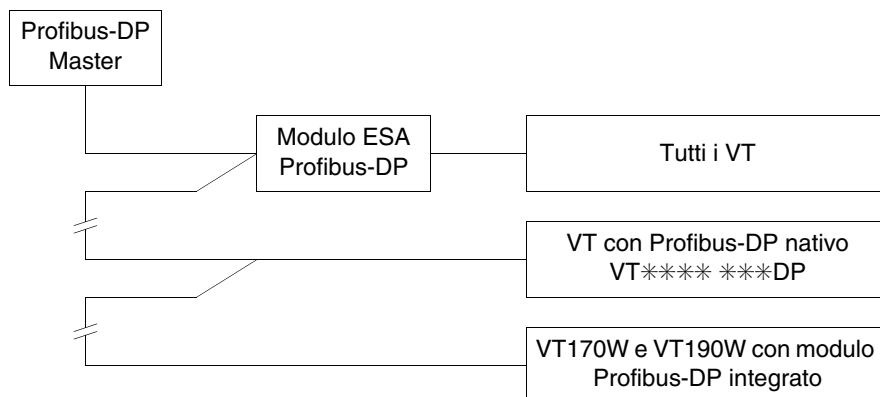 Profibus-DP
Master
Modulo ESA
Profibus-DP
Tutti i VT
VT con Profibus-DP nativo
VT✳✳✳✳ ✳✳✳DP
VT170W e VT190W con modulo
Profibus-DP integrato